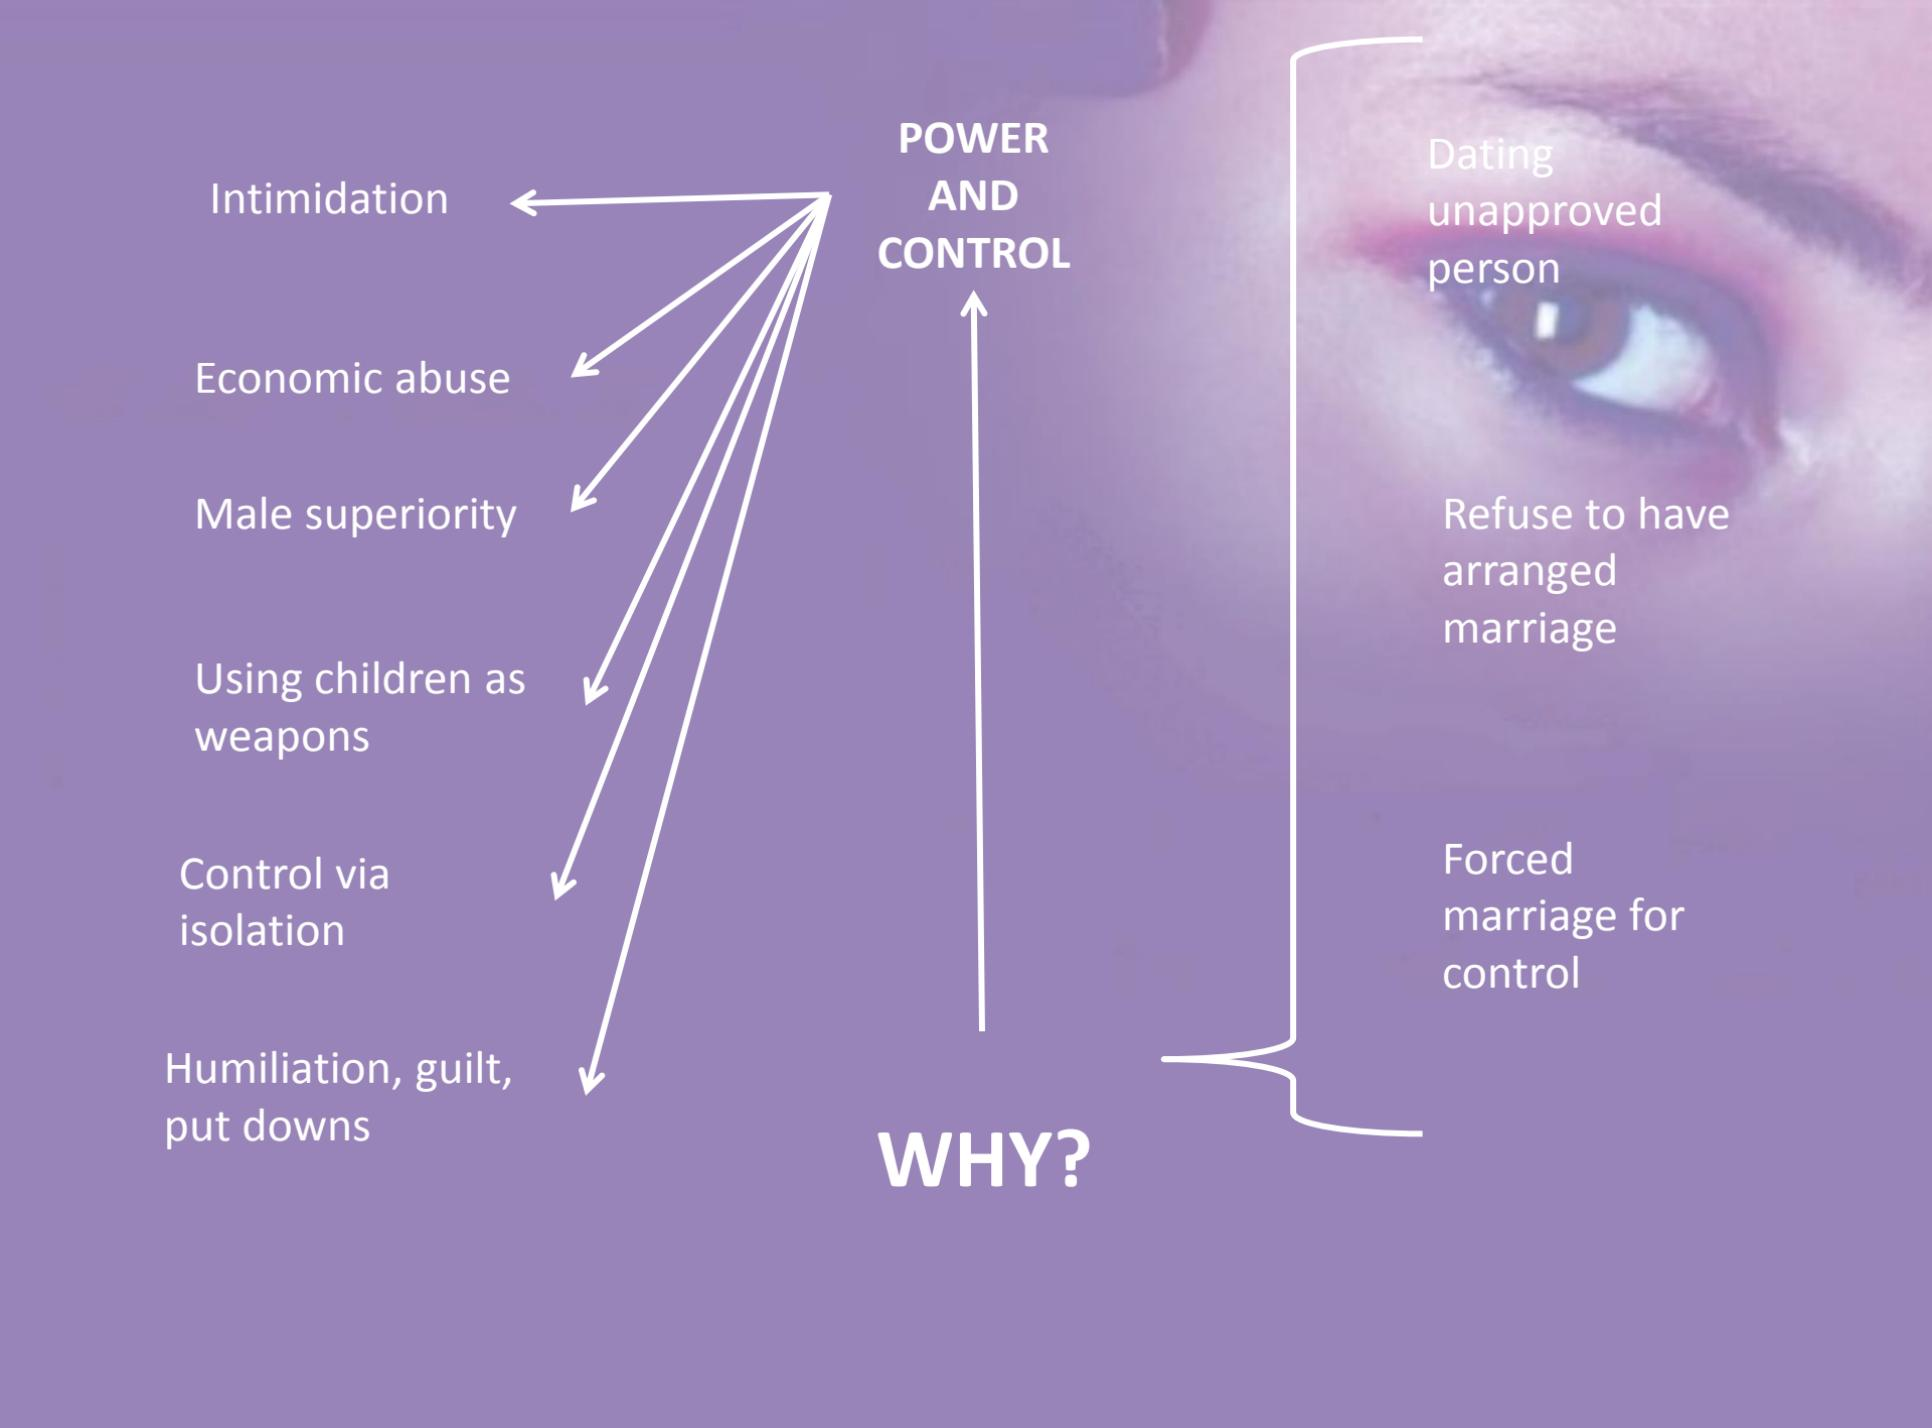 POWER
AND
CONTROL
Intimidation
Economic abuse
Male superiority
Using children as
weapons
Control via
isolation
Humiliation, guilt,
put downs
WHY?
Dating
unapproved
person
Refuse to have
arranged
marriage
Forced
marriage for
control